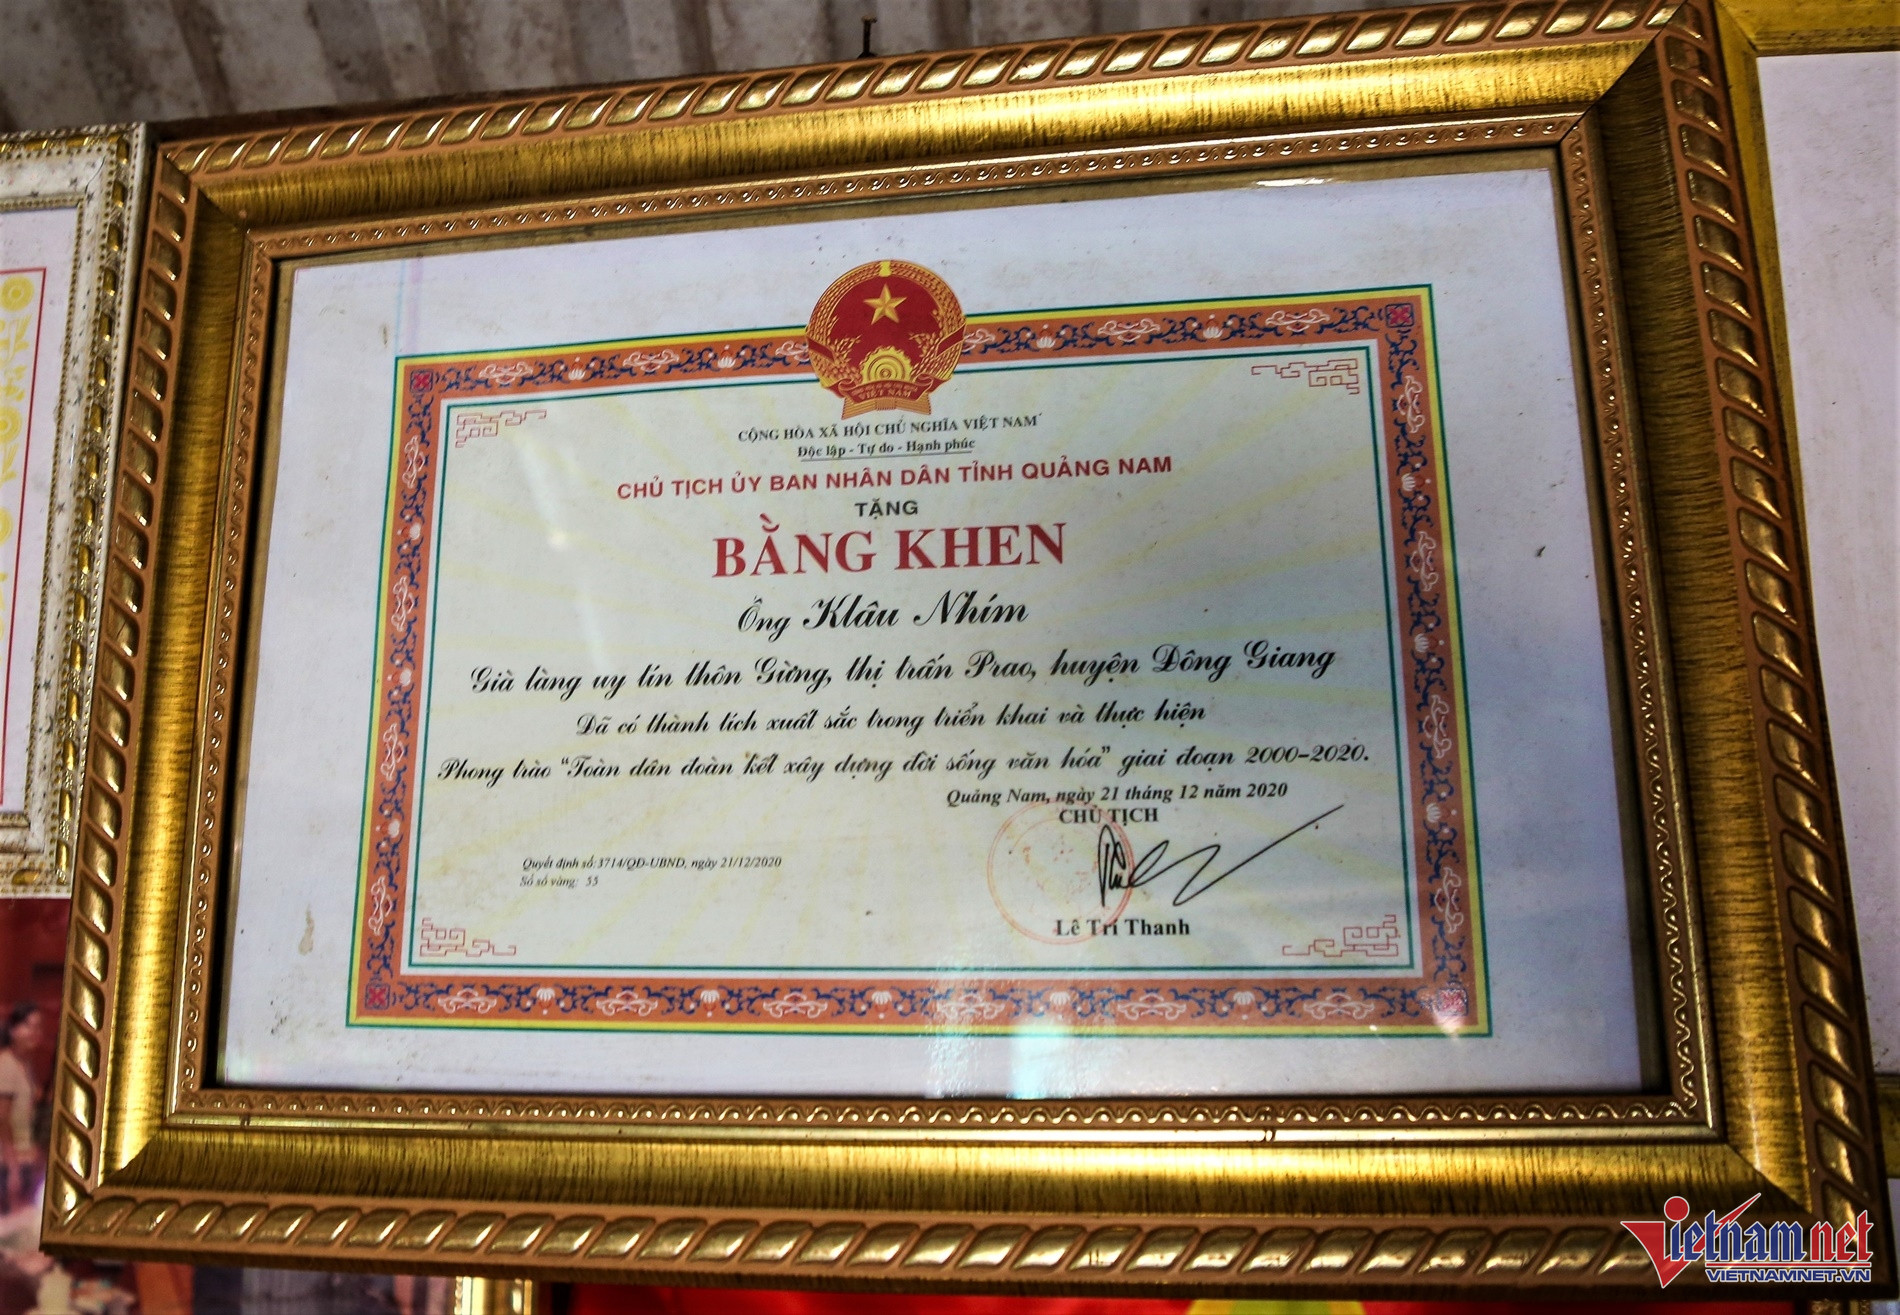 VIỆT NAM
CỘNG HÒA XÃ HỘI CHỦ NGHĨA VIỆT NAM
Độc lập - Tự do - Hạnh phúc
CHỦ TỊCH ỦY BAN NHÂN DÂN TỈNH QUẢNG NAM
TẶNG
BẰNG KHEN
Ông Klâu Nhím
Già làng uy tín thôn Gừng, thị trấn Prao, huyện Đông Giang
Đã có thành tích xuất sắc trong triển khai và thực hiện
Phong trào “Toàn dân đoàn kết xây dựng đời sống văn hóa” giai đoạn 2000-2020.
Quảng Nam, ngày 21 tháng 12 năm 2020
CHỦ TỊCH
Quyết định số: 3714/QĐ-UBND, ngày 21/12/2020
Số sổ vàng: 55
Lê Trí Thanh
Vietnamnet
VIETNAMNET.VN